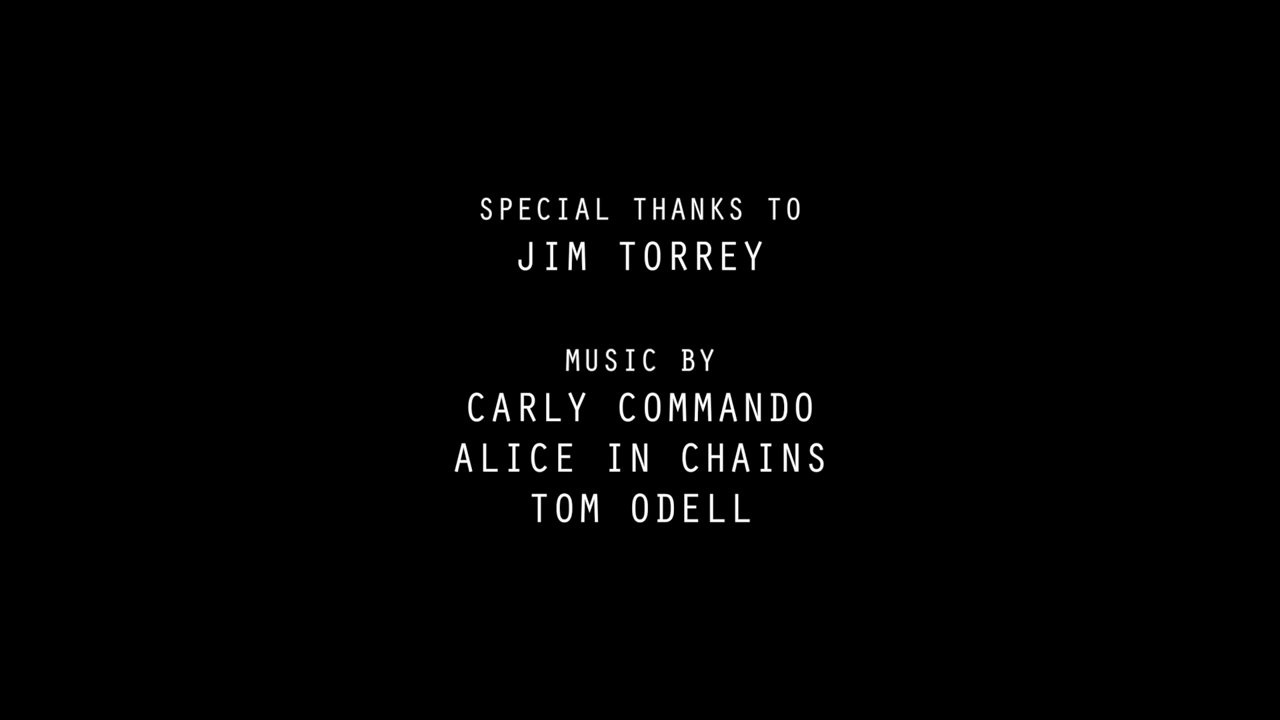 SPECIAL THANKS TO
JIM TORREY
MUSIC BY
CARLY COMMANDO
ALICE IN CHAINS
TOM ODELL